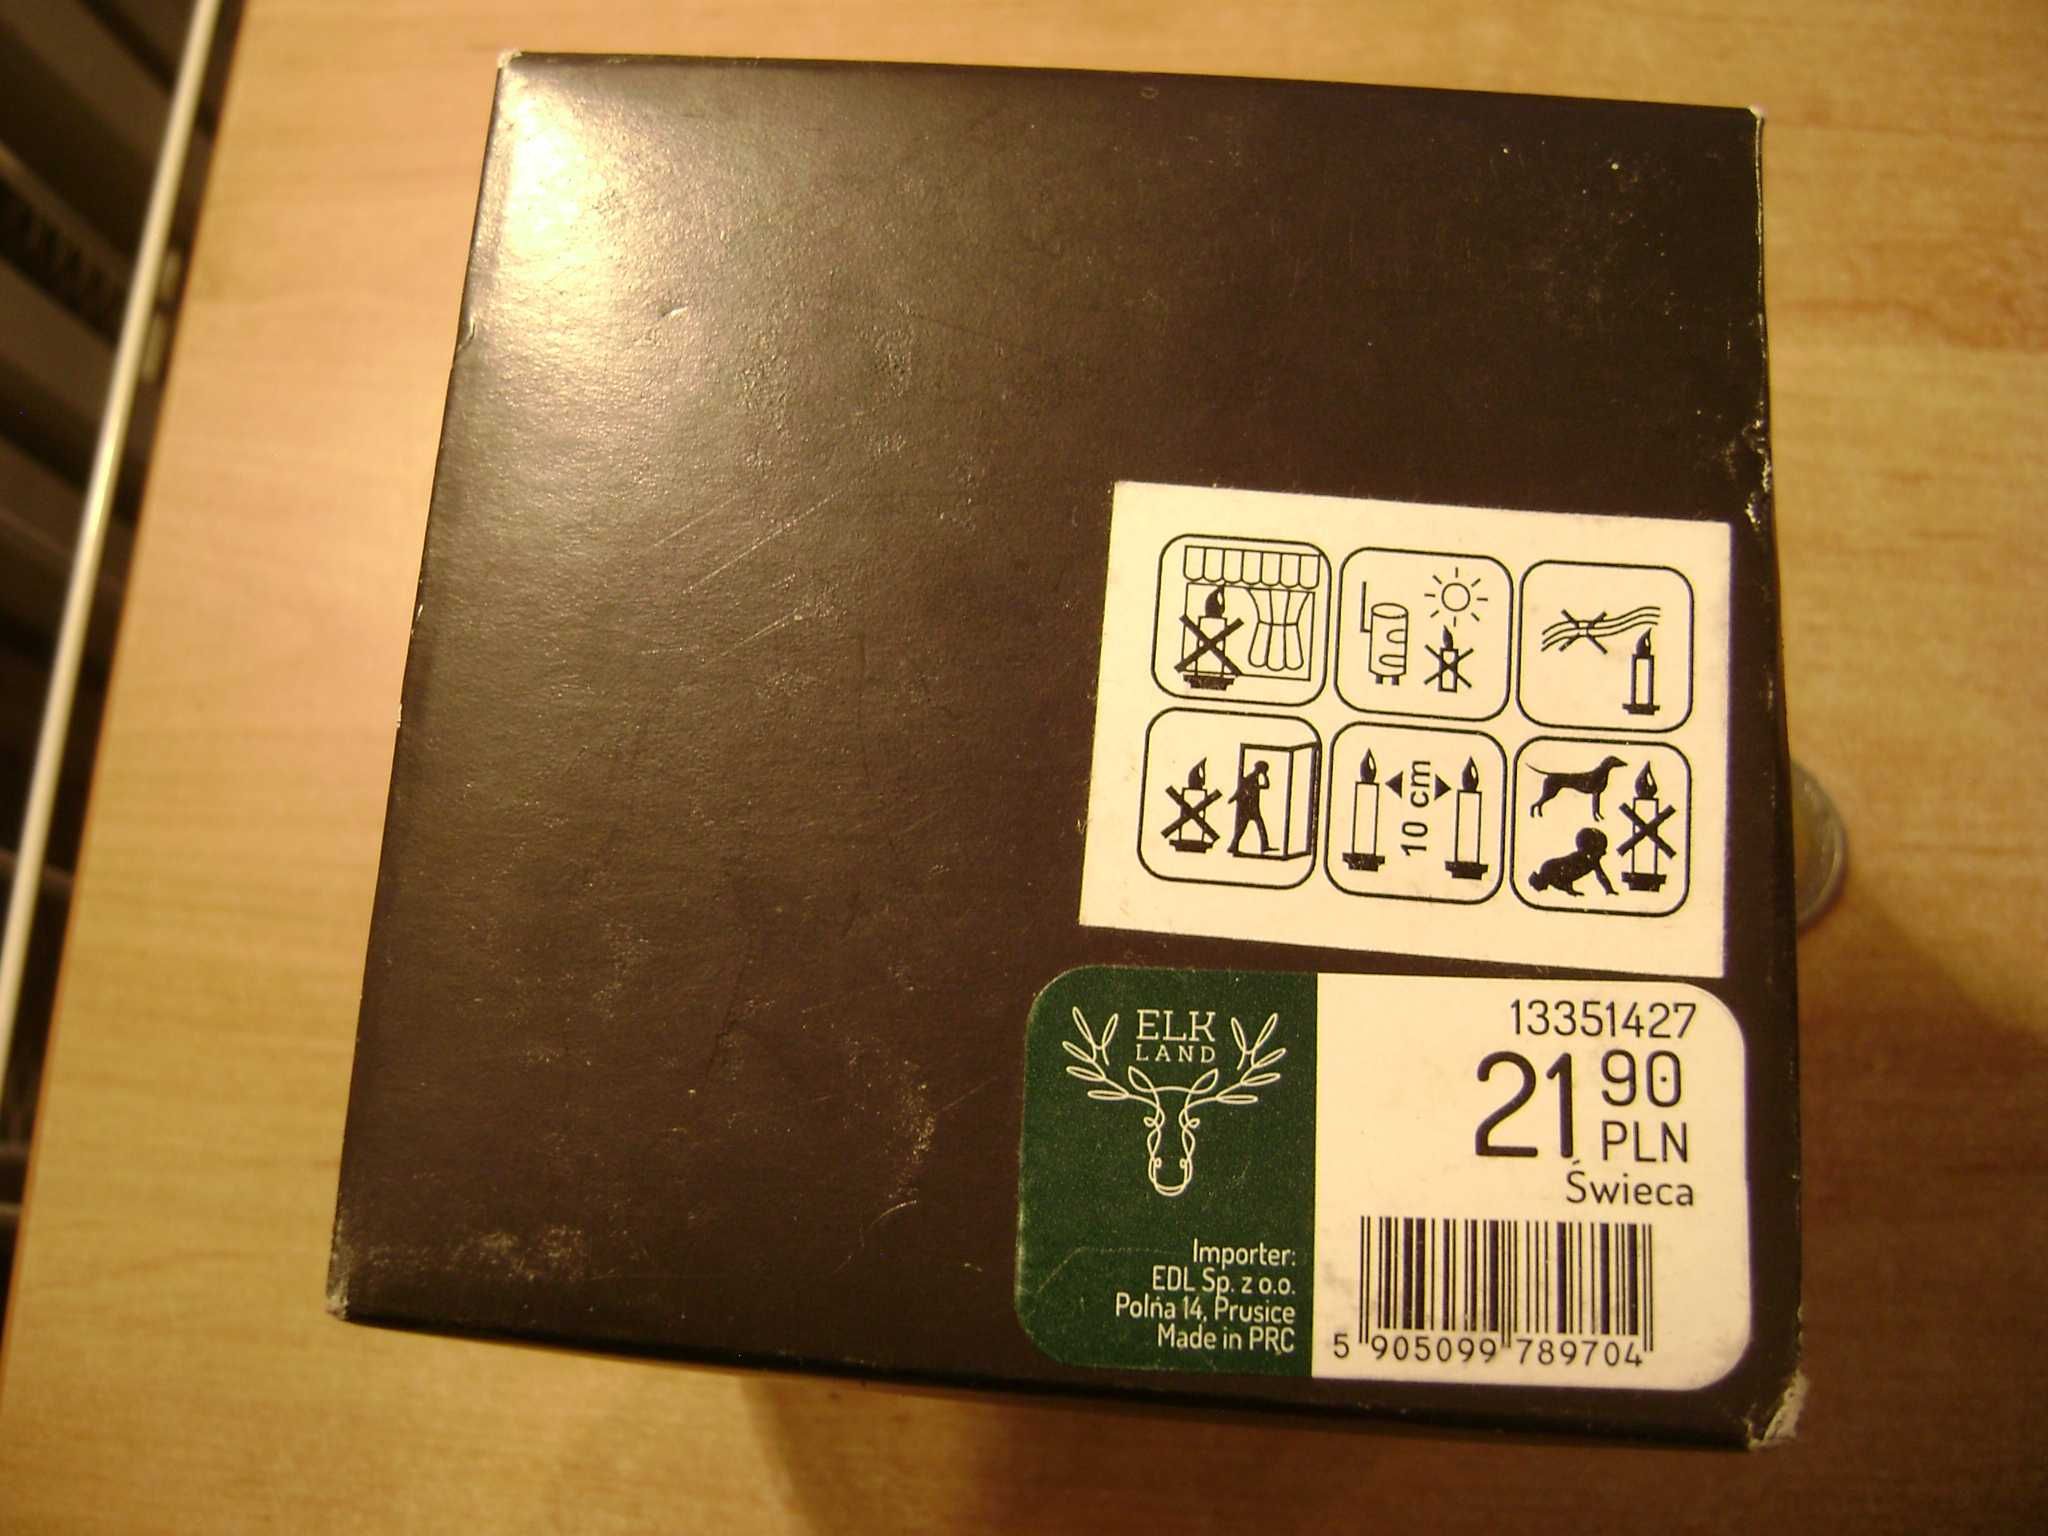 10 cm
ELK
LAND
Importer:
EDL Sp. z o.o.
Polna 14, Prusice
Made in PRC
13351427
21 90
PLN
Świeca
5 905099 789704